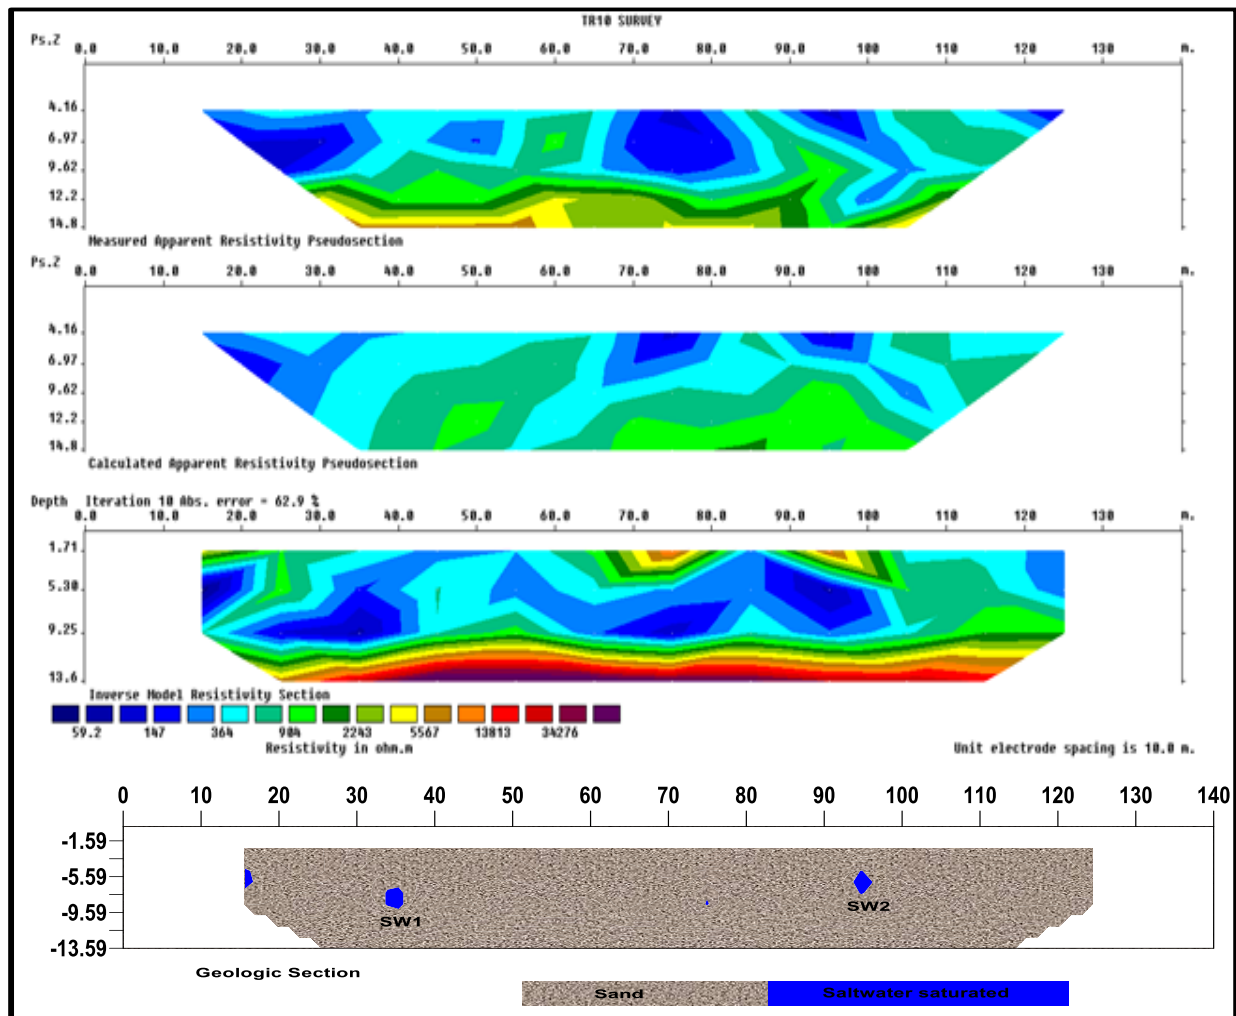 TR10 SURVEY
Ps.Z 0.0 10.0 20.0 30.0 40.0 50.0 60.0 70.0 80.0 90.0 100 110 120 130 m.
4.16
6.97
9.62
12.2
14.8
Measured Apparent Resistivity Pseudosection
Ps.Z 0.0 10.0 20.0 30.0 40.0 50.0 60.0 70.0 80.0 90.0 100 110 120 130 m.
4.16
6.97
9.62
12.2
14.8
Calculated Apparent Resistivity Pseudosection
Depth Iteration 10 Abs. error = 62.9 %
0.0 10.0 20.0 30.0 40.0 50.0 60.0 70.0 80.0 90.0 100 110 120 130 m.
1.71
5.30
9.25
13.6
Inverse Model Resistivity Section
59.2 147 364 904 2243 5567 13813 34276
Resistivity in ohm.m Unit electrode spacing is 10.0 m.
0 10 20 30 40 50 60 70 80 90 100 110 120 130 140
-1.59
-5.59
-9.59
-13.59
SW1 SW2
Geologic Section
Sand Saltwater saturated